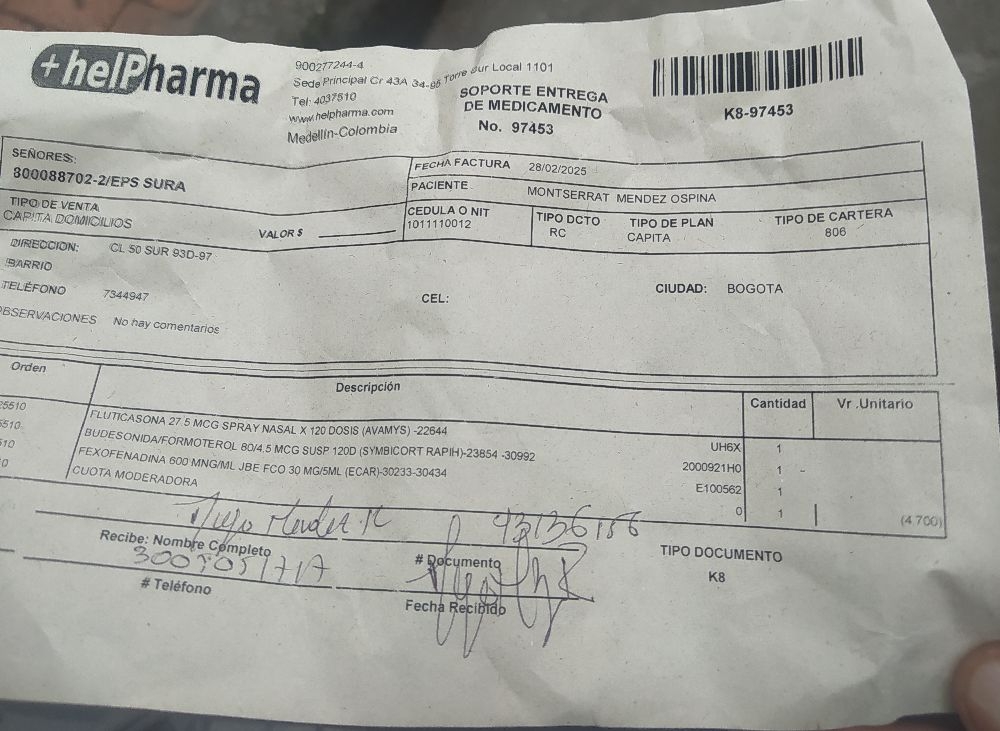 +helPharma
900277244-4
Sede Principal Cr 43A 34-95 Torre Sur Local 1101
Tel: 4037510
www.helpharma.com
Medellín-Colombia
SOPORTE ENTREGA
DE MEDICAMENTO
No. 97453
K8-97453
SEÑORES:
800088702-2/EPS SURA
FECHA FACTURA 28/02/2025
PACIENTE MONTSERRAT MENDEZ OSPINA
TIPO DE VENTA
CAPITA DOMICILIOS
VALOR $
CEDULA O NIT
1011110012
TIPO DCTO
RC
TIPO DE PLAN
CAPITA
TIPO DE CARTERA
806
DIRECCION: CL 50 SUR 93D-97
BARRIO
TELÉFONO 7344947
CEL:
CIUDAD: BOGOTA
OBSERVACIONES No hay comentarios
Orden Descripción Cantidad Vr .Unitario
25510 FLUTICASONA 27.5 MCG SPRAY NASAL X 120 DOSIS (AVAMYS) -22644 UH6X 1
5510 BUDESONIDA/FORMOTEROL 80/4.5 MCG SUSP 120D (SYMBICORT RAPIH)-23854 -30992 2000921H0 1 -
510 FEXOFENADINA 600 MNG/ML JBE FCO 30 MG/5ML (ECAR)-30233-30434 E100562 1
0 CUOTA MODERADORA 0 1 (4.700)
Mendez 93136156
Recibe: Nombre Completo
# Documento
TIPO DOCUMENTO
K8
# Teléfono
Fecha Recibido